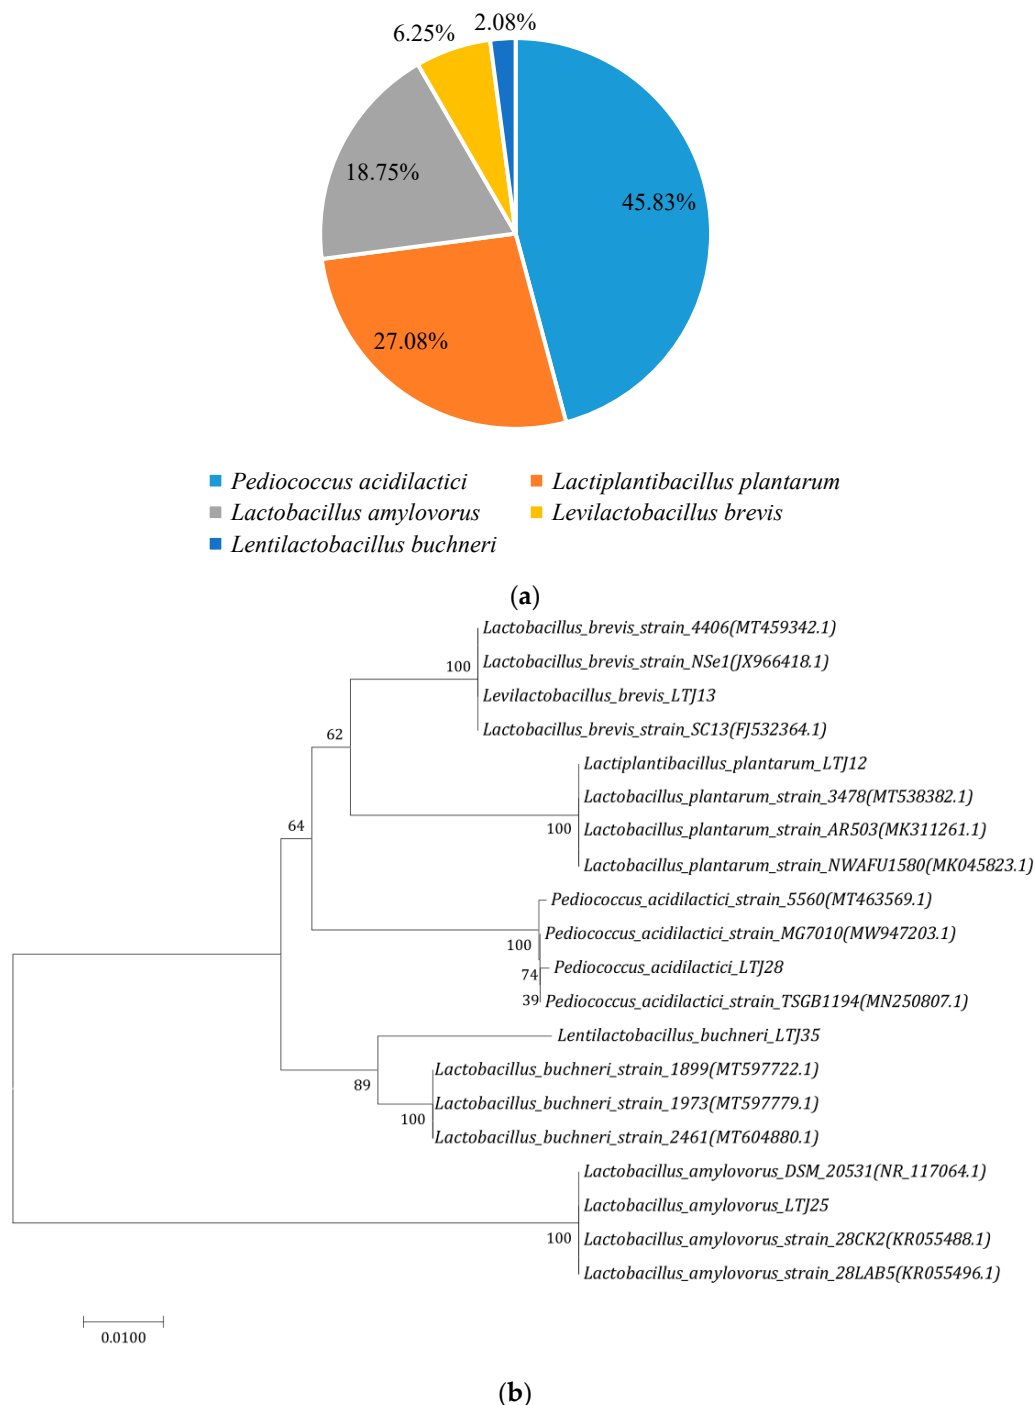 2.08%
6.25%
18.75%
45.83%
27.08%
Pediococcus acidilactici
Lactiplantibacillus plantarum
Lactobacillus amylovorus
Levilactobacillus brevis
Lentilactobacillus buchneri
(a)
Lactobacillus_brevis_strain_4406(MT459342.1)
100
Lactobacillus_brevis_strain_NSe1(JX966418.1)
Levilactobacillus_brevis_LTJ13
Lactobacillus_brevis_strain_SC13(FJ532364.1)
62
Lactiplantibacillus_plantarum_LTJ12
Lactobacillus_plantarum_strain_3478(MT538382.1)
64
100
Lactobacillus_plantarum_strain_AR503(MK311261.1)
Lactobacillus_plantarum_strain_NWAFU1580(MK045823.1)
Pediococcus_acidilactici_strain_5560(MT463569.1)
Pediococcus_acidilactici_strain_MG7010(MW947203.1)
100
Pediococcus_acidilactici_LTJ28
74
39
Pediococcus_acidilactici_strain_TSGB1194(MN250807.1)
Lentilactobacillus_buchneri_LTJ35
Lactobacillus_buchneri_strain_1899(MT597722.1)
89
Lactobacillus_buchneri_strain_1973(MT597779.1)
100
Lactobacillus_buchneri_strain_2461(MT604880.1)
Lactobacillus_amylovorus_DSM_20531(NR_117064.1)
Lactobacillus_amylovorus_LTJ25
100
Lactobacillus_amylovorus_strain_28CK2(KR055488.1)
Lactobacillus_amylovorus_strain_28LAB5(KR055496.1)
0.0100
(b)